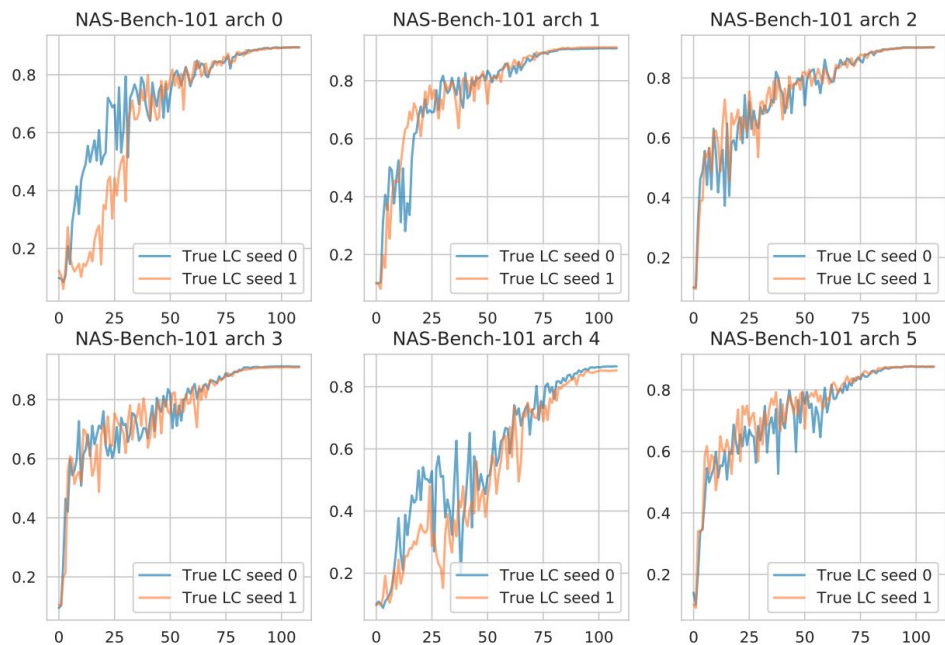 NAS-Bench-101 arch 0
0.8
0.6
0.4
0.2
0 25 50 75 100
True LC seed 0
True LC seed 1
NAS-Bench-101 arch 1
0.8
0.6
0.4
0.2
0 25 50 75 100
True LC seed 0
True LC seed 1
NAS-Bench-101 arch 2
0.8
0.6
0.4
0.2
0 25 50 75 100
True LC seed 0
True LC seed 1
NAS-Bench-101 arch 3
0.8
0.6
0.4
0.2
0 25 50 75 100
True LC seed 0
True LC seed 1
NAS-Bench-101 arch 4
0.8
0.6
0.4
0.2
0 25 50 75 100
True LC seed 0
True LC seed 1
NAS-Bench-101 arch 5
0.8
0.6
0.4
0.2
0 25 50 75 100
True LC seed 0
True LC seed 1